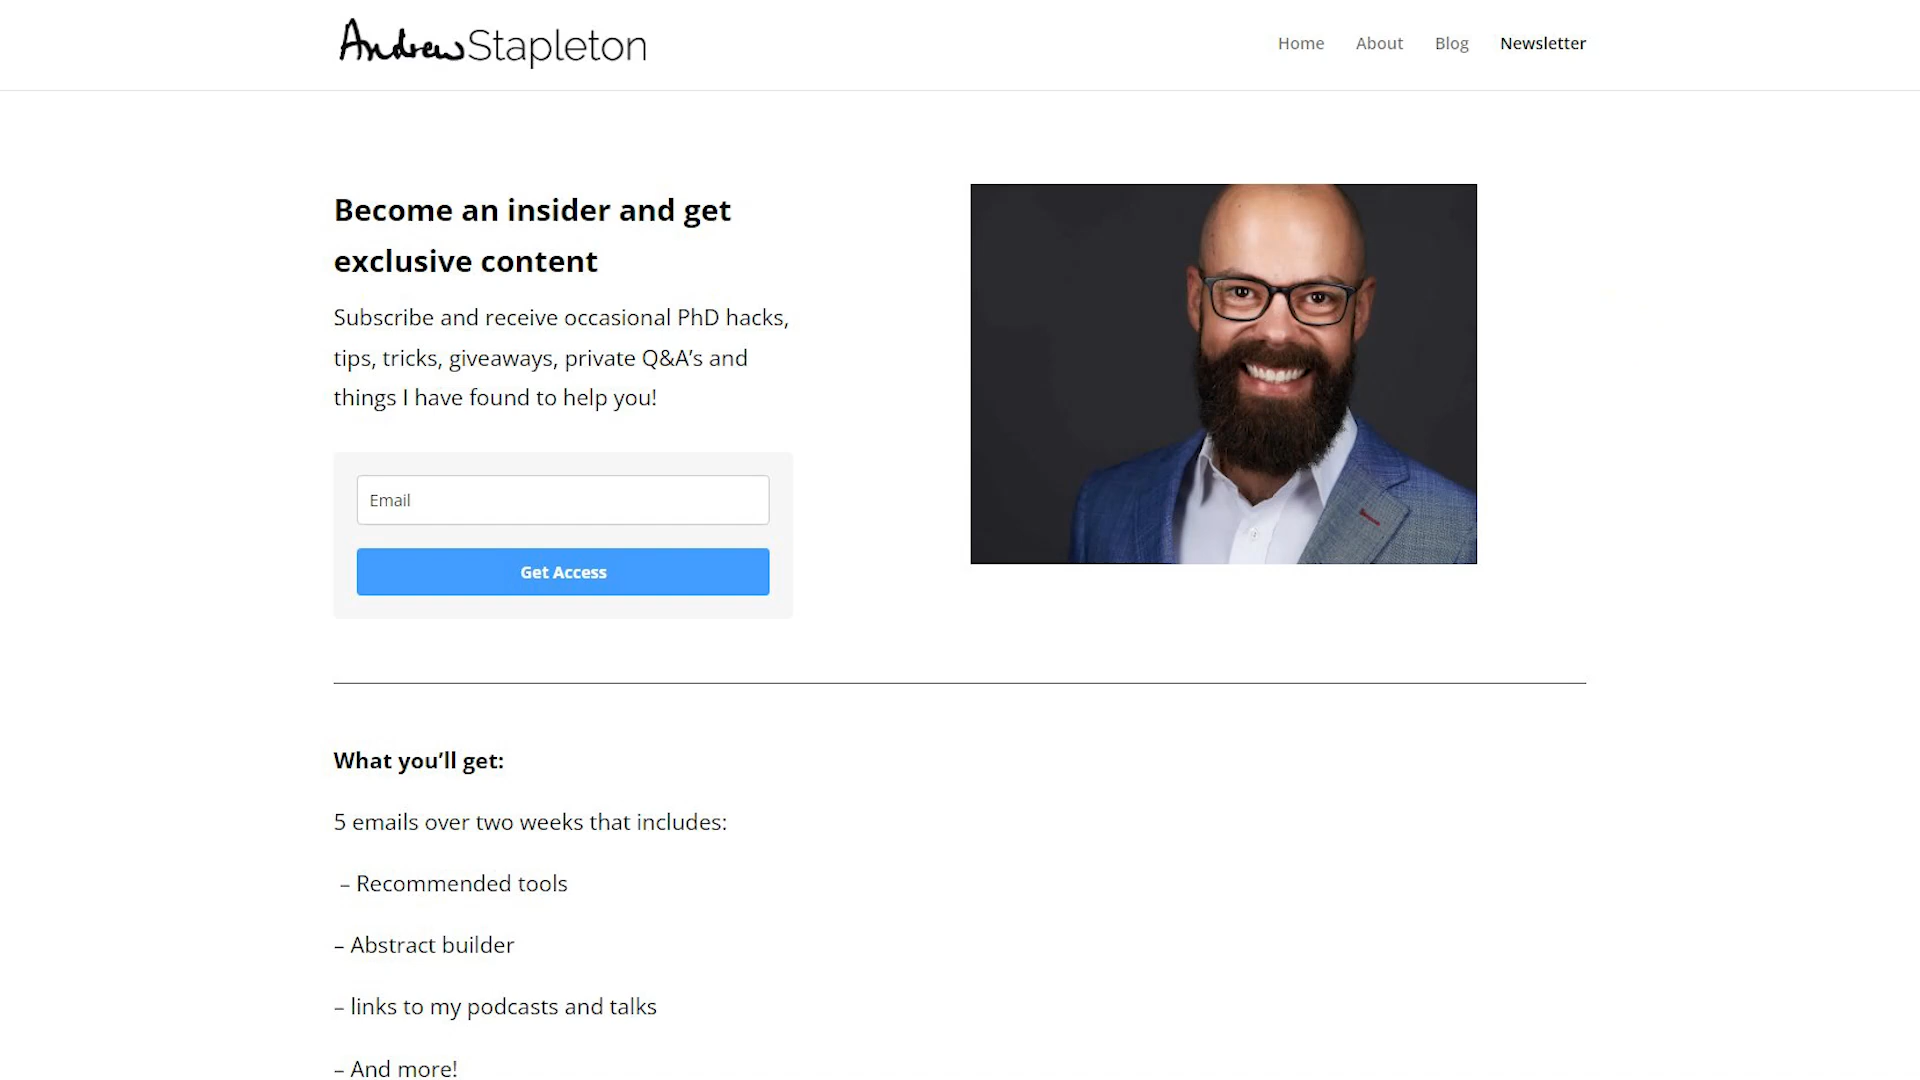 Andrew Stapleton
Home About Blog Newsletter
Become an insider and get
exclusive content
Subscribe and receive occasional PhD hacks,
tips, tricks, giveaways, private Q&A’s and
things I have found to help you!
Email
Get Access
What you’ll get:
5 emails over two weeks that includes:
– Recommended tools
– Abstract builder
– links to my podcasts and talks
– And more!